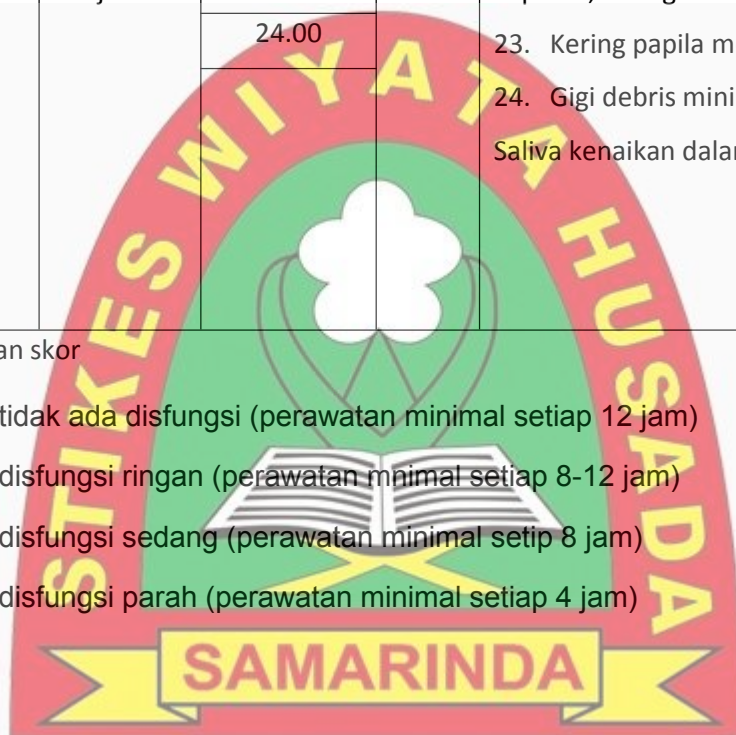 24.00
23. Kering papila m
24. Gigi debris mini
Saliva kenaikan dalan
an skor
tidak ada disfungsi (perawatan minimal setiap 12 jam)
disfungsi ringan (perawatan mnimal setiap 8-12 jam)
disfungsi sedang (perawatan minimal setip 8 jam)
disfungsi parah (perawatan minimal setiap 4 jam)
STIKES WIYATA HUSADA
SAMARINDA